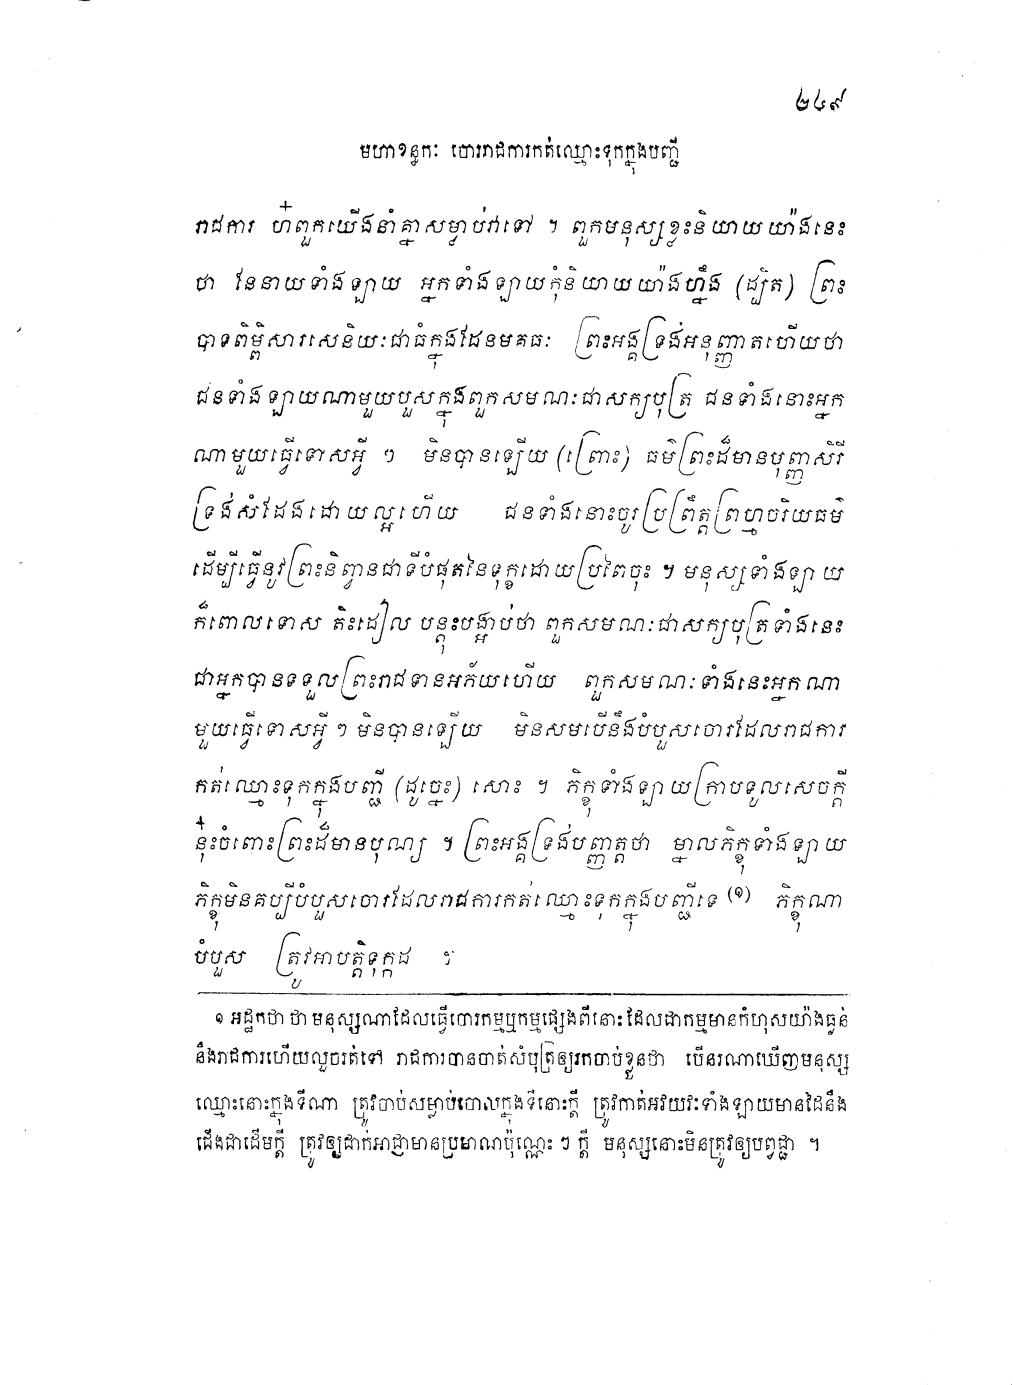 ២៤៩
មហាខន្ធកៈ ចោររាជការកត់ឈ្មោះទុកក្នុងបញ្ជី
រាជការ ហ៎ពួកយើងនាំគ្នាសម្លាប់វាទៅ ។ ពួកមនុស្សខ្លះនិយាយយ៉ាងនេះ
ថា នែនាយទាំងឡាយ អ្នកទាំងឡាយកុំនិយាយយ៉ាងហ្នឹង (ដ្បិត) ព្រះ
បាទពិម្ពិសារសេនិយៈជាធំក្នុងដែនមគធៈ ព្រះអង្គទ្រង់អនុញ្ញាតហើយថា
ជនទាំងឡាយណាមួយបួសក្នុងពួកសមណៈជាសក្យបុត្រ ជនទាំងនោះអ្នក
ណាមួយធ្វើទោសអ្វី ៗ មិនបានឡើយ (ព្រោះ) ធម៌ព្រះដ៏មានបុញ្ញសិរី
ទ្រង់សំដែងដោយល្អហើយ ជនទាំងនោះចូរប្រព្រឹត្តព្រហ្មចរិយធម៌
ដើម្បីធ្វើនូវព្រះនិព្វានជាទីបំផុតនៃទុក្ខដោយប្រពៃចុះ ។ មនុស្សទាំងឡាយ
ក៏ពោលទោស តិះដៀល បន្តុះបង្អាប់ថា ពួកសមណៈជាសក្យបុត្រទាំងនេះ
ជាអ្នកបានទទួលព្រះរាជទានអភ័យហើយ ពួកសមណៈទាំងនេះអ្នកណា
មួយធ្វើទោសអ្វី ៗ មិនបានឡើយ មិនសមបើនឹងបំបួសចោរដែលរាជការ
កត់ឈ្មោះទុកក្នុងបញ្ជី (ដូច្នេះ) សោះ ។ ភិក្ខុទាំងឡាយក្រាបទូលសេចក្តី
នុ៎ះចំពោះព្រះដ៏មានបុណ្យ ។ ព្រះអង្គទ្រង់បញ្ញត្តថា ម្នាលភិក្ខុទាំងឡាយ
ភិក្ខុមិនគប្បីបំបួសចោរដែលរាជការកត់ឈ្មោះទុកក្នុងបញ្ជីទេ (១) ភិក្ខុណា
បំបួស ត្រូវអាបត្តិទុក្កដ ។
១ អដ្ឋកថា ថា មនុស្សណាដែលធ្វើចោរកម្មឬកម្មផ្សេងពីនោះ ដែលជាកម្មមានកំហុសយ៉ាងធ្ងន់
នឹងរាជការហើយលួចរត់ទៅ រាជការបានបាត់សំបុត្រឲ្យរកចាប់ខ្លួនថា បើនរណាឃើញមនុស្ស
ឈ្មោះនោះក្នុងទីណា ត្រូវចាប់សម្លាប់ចោលក្នុងទីនោះក្តី ត្រូវកាត់អវយវៈទាំងឡាយមានដៃនឹង
ជើងជាដើមក្តី ត្រូវឲ្យដាក់អាជ្ញាមានប្រមាណប៉ុណ្ណេះ ៗ ក្តី មនុស្សនោះមិនត្រូវឲ្យបព្វជ្ជា ។